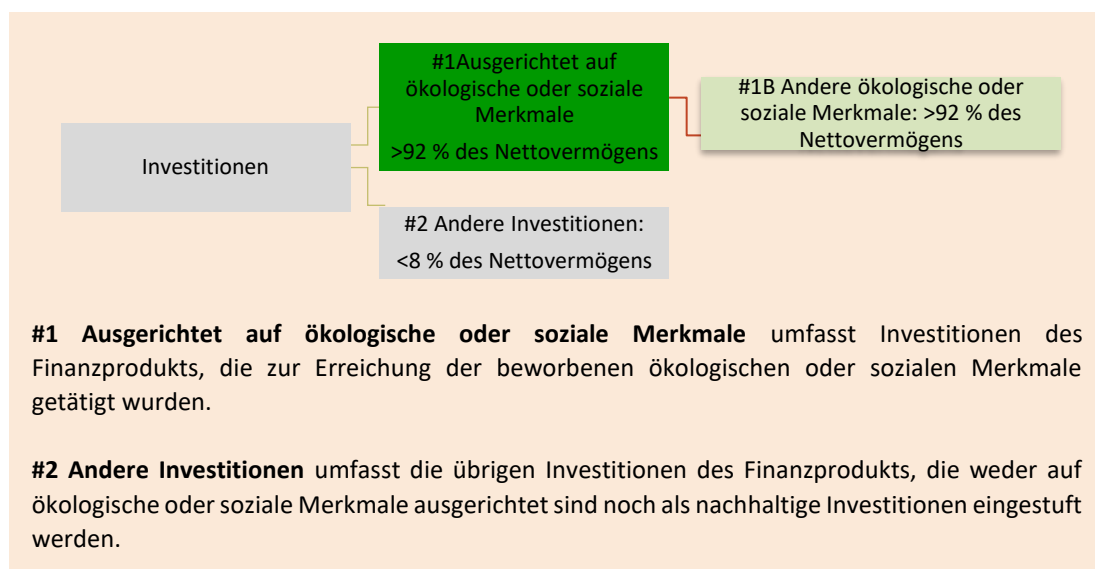 #1Ausgerichtet auf
ökologische oder soziale
Merkmale
>92 % des Nettovermögens
#1B Andere ökologische oder
soziale Merkmale: >92 % des
Nettovermögens
Investitionen
#2 Andere Investitionen:
<8 % des Nettovermögens
#1 Ausgerichtet auf ökologische oder soziale Merkmale umfasst Investitionen des
Finanzprodukts, die zur Erreichung der beworbenen ökologischen oder sozialen Merkmale
getätigt wurden.
#2 Andere Investitionen umfasst die übrigen Investitionen des Finanzprodukts, die weder auf
ökologische oder soziale Merkmale ausgerichtet sind noch als nachhaltige Investitionen eingestuft
werden.